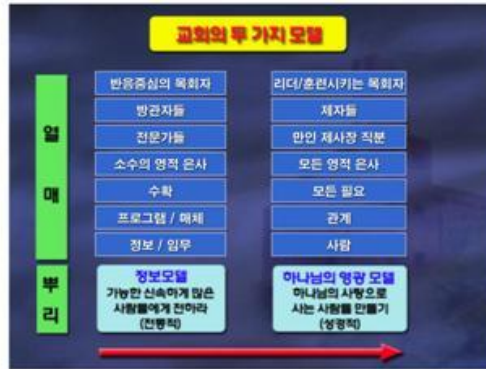 교회의 두 가지 모델
열
매
반응중심의 목회자
방관자들
전문가들
소수의 영적 은사
수확
프로그램 / 매체
정보 / 임무
리더/훈련시키는 목회자
제자들
만인 제사장 직분
모든 영적 은사
모든 필요
관계
사람
뿌
리
정보모델
가능한 신속하게 많은
사람들에게 전하라
(전통적)
하나님의 영광 모델
하나님의 사랑으로
사는 사람들 만들기
(성경적)